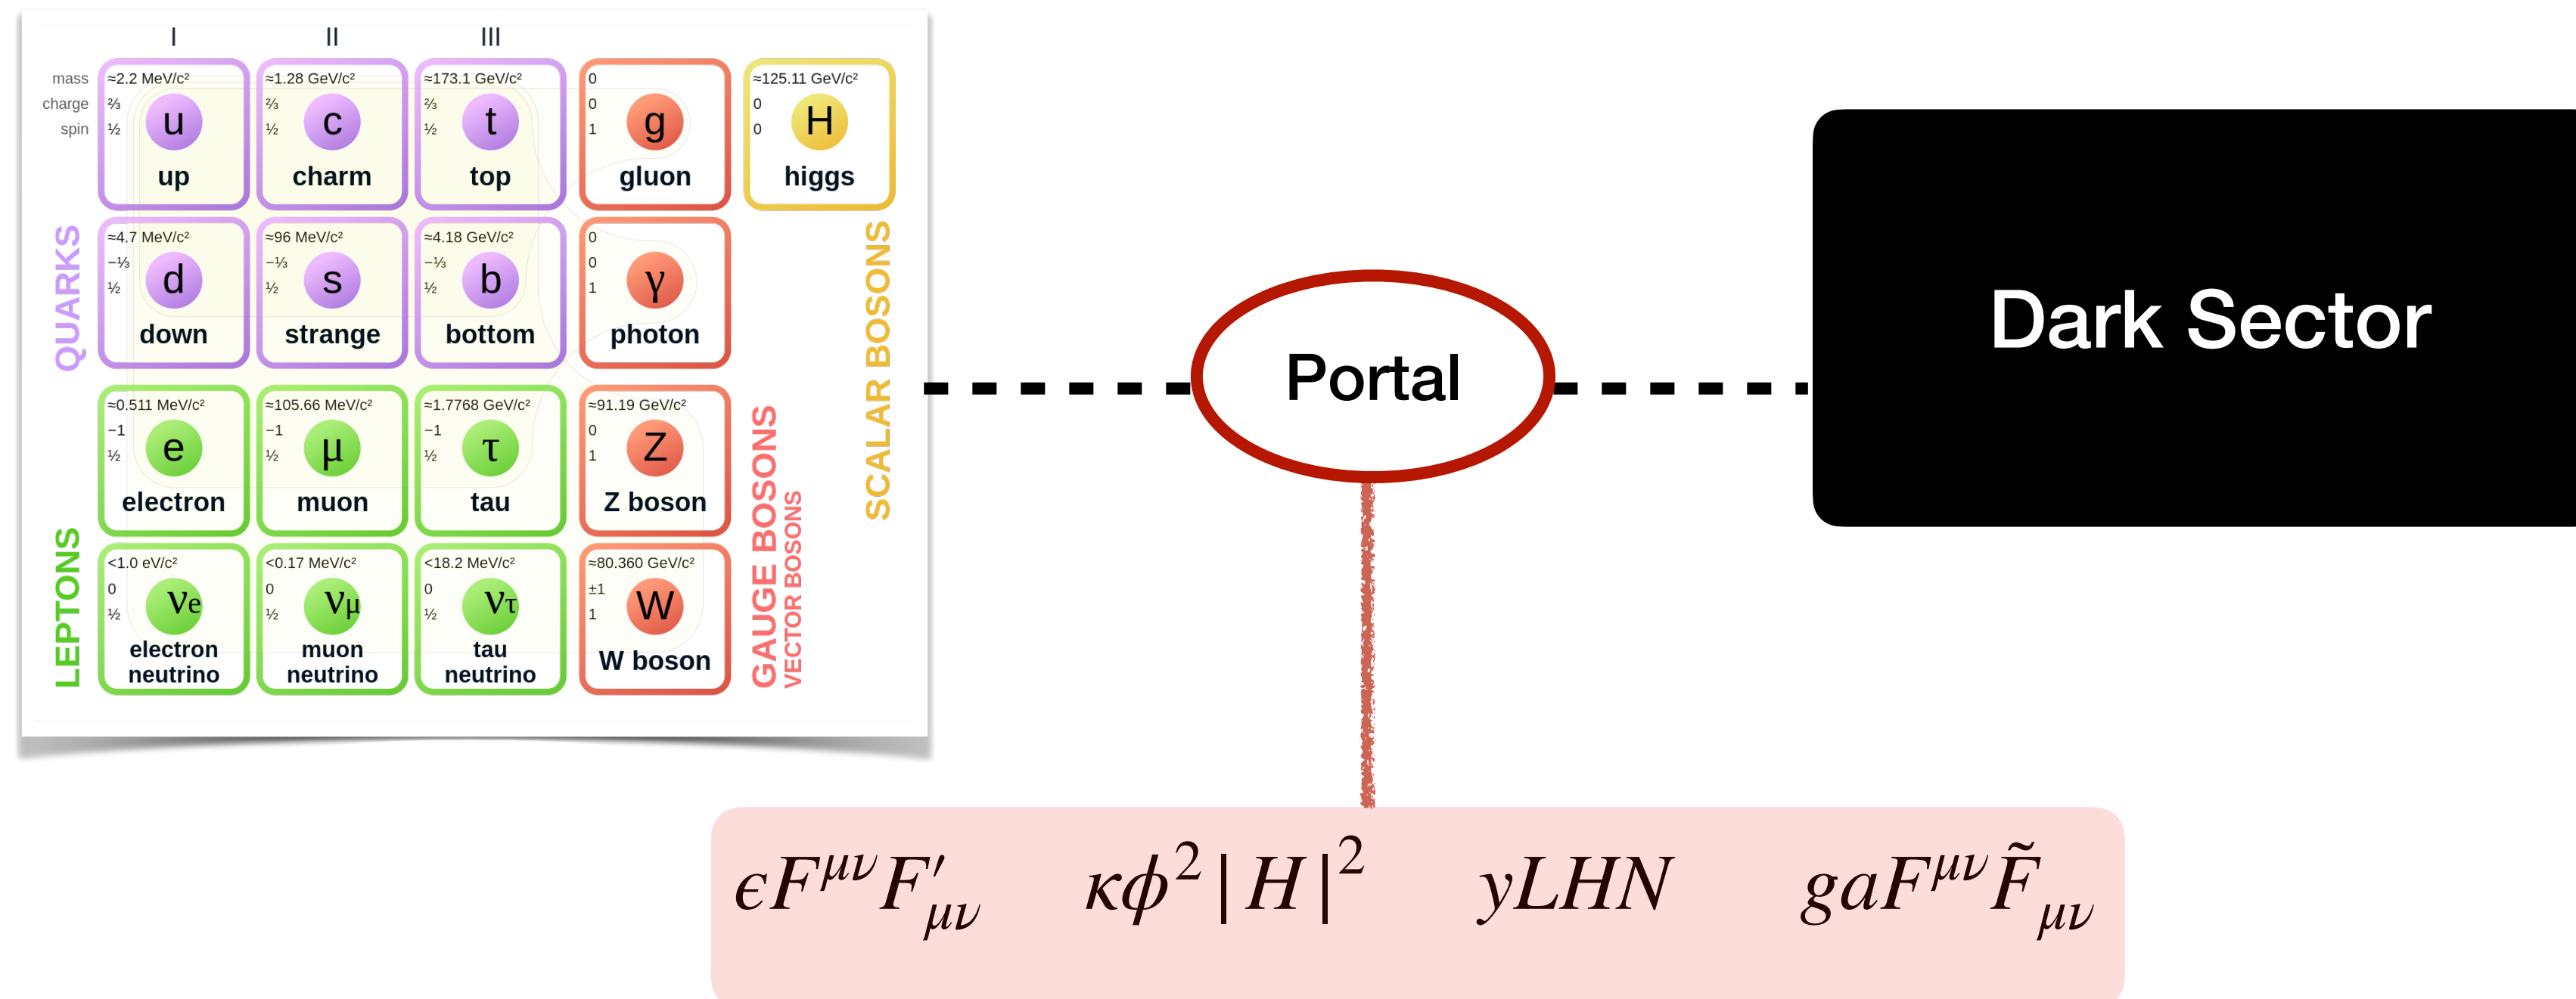 I II III
mass ≈2.2 MeV/c² ≈1.28 GeV/c² ≈173.1 GeV/c² 0 ≈125.11 GeV/c²
charge ⅔ ⅔ ⅔ 0 0
spin ½ ½ ½ 1 0
u c t g H
up charm top gluon higgs
QUARKS
≈4.7 MeV/c² ≈96 MeV/c² ≈4.18 GeV/c² 0
−⅓ −⅓ −⅓ 0
½ ½ ½ 1
d s b γ
down strange bottom photon
SCALAR BOSONS
≈0.511 MeV/c² ≈105.66 MeV/c² ≈1.7768 GeV/c² ≈91.19 GeV/c²
−1 −1 −1 0
½ ½ ½ 1
e μ τ Z
electron muon tau Z boson
LEPTONS
<1.0 eV/c² <0.17 MeV/c² <18.2 MeV/c² ≈80.360 GeV/c²
0 0 0 ±1
½ ½ ½ 1
νe νμ ντ W
electron neutrino muon neutrino tau neutrino W boson
GAUGE BOSONS
VECTOR BOSONS
Portal
Dark Sector
ϵF^{μν}F′_{μν} κϕ²|H|² yLHN gaF^{μν}F̃_{μν}